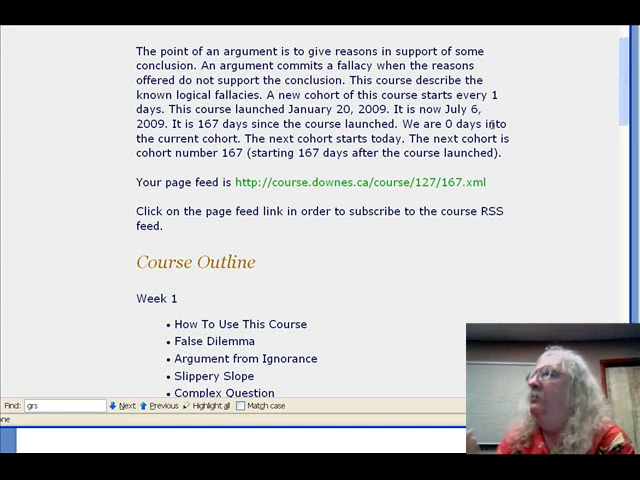 The point of an argument is to give reasons in support of some
conclusion. An argument commits a fallacy when the reasons
offered do not support the conclusion. This course describe the
known logical fallacies. A new cohort of this course starts every 1
days. This course launched January 20, 2009. It is now July 6,
2009. It is 167 days since the course launched. We are 0 days into
the current cohort. The next cohort starts today. The next cohort is
cohort number 167 (starting 167 days after the course launched).
Your page feed is http://course.downes.ca/course/127/167.xml
Click on the page feed link in order to subscribe to the course RSS
feed.
Course Outline
Week 1
• How To Use This Course
• False Dilemma
• Argument from Ignorance
• Slippery Slope
• Complex Question
Find: grs Next Previous Highlight all Match case
one